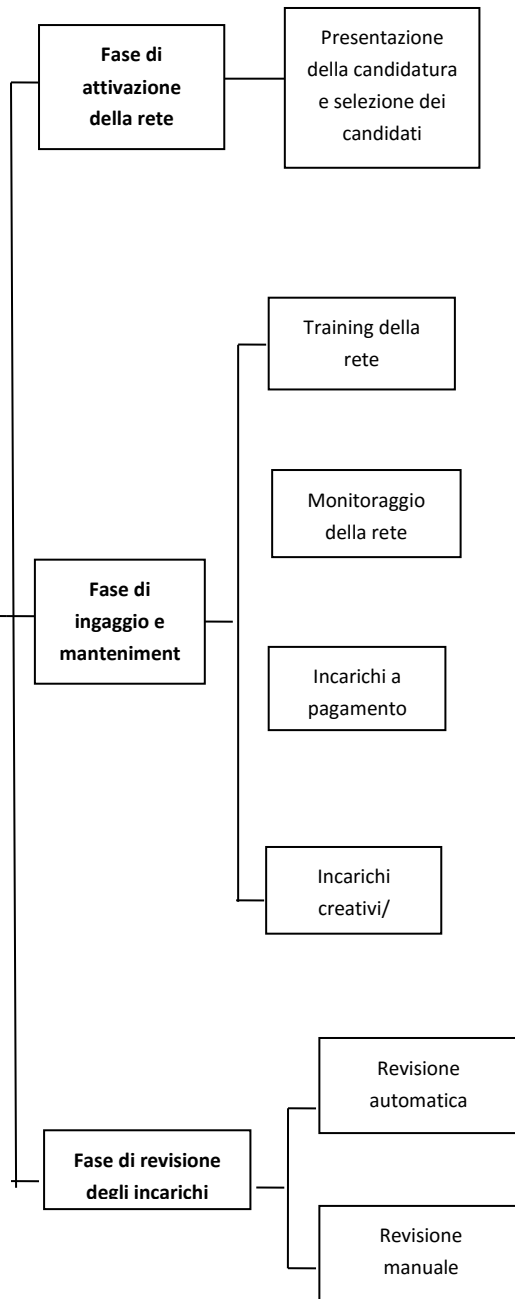 Fase di
attivazione
della rete
Presentazione
della candidatura
e selezione dei
candidati
Training della
rete
Monitoraggio
della rete
Fase di
ingaggio e
manteniment
Incarichi a
pagamento
Incarichi
creativi/
Revisione
automatica
Fase di revisione
degli incarichi
Revisione
manuale